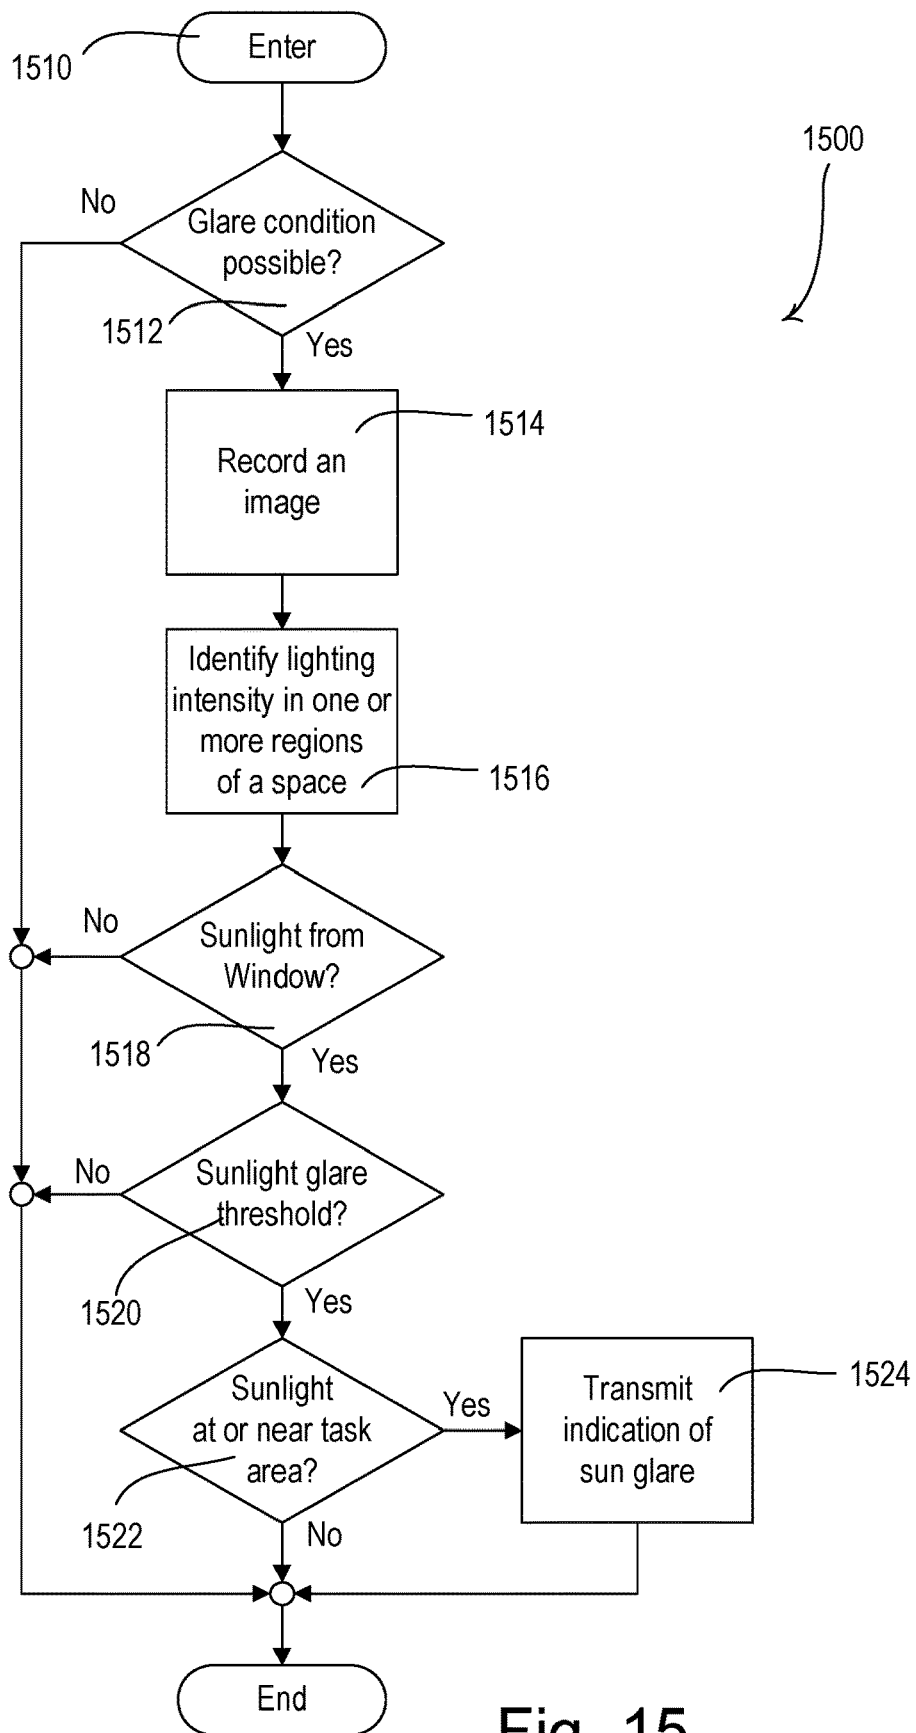 Enter
1510
1500
No
Glare condition
possible?
1512
Yes
1514
Record an
image
Identify lighting
intensity in one or
more regions
of a space
1516
No
Sunlight from
Window?
1518
Yes
No
Sunlight glare
threshold?
1520
Yes
Sunlight
at or near task
area?
Yes
1524
Transmit
indication of
sun glare
1522
No
End
Fig. 15